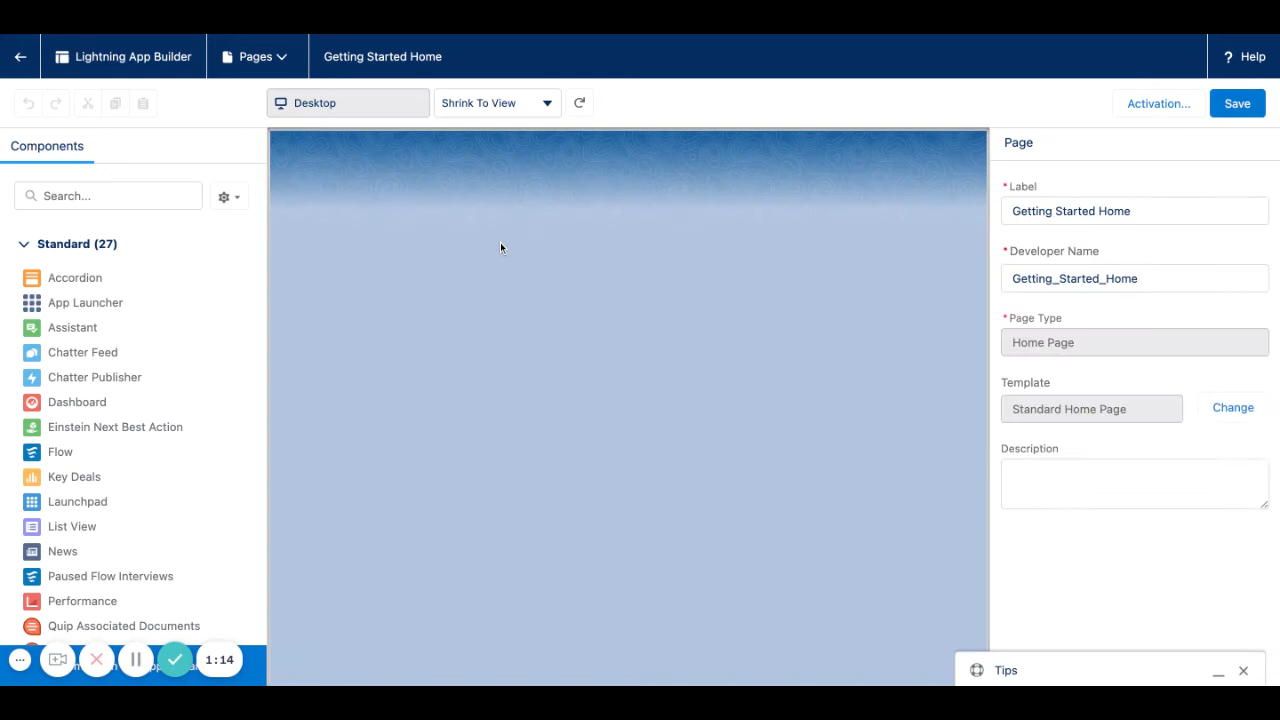 Lightning App Builder
Pages
Getting Started Home
? Help
Desktop
Shrink To View
Activation...
Save
Components
Search...
Standard (27)
Accordion
App Launcher
Assistant
Chatter Feed
Chatter Publisher
Dashboard
Einstein Next Best Action
Flow
Key Deals
Launchpad
List View
News
Paused Flow Interviews
Performance
Quip Associated Documents
1:14
Page
* Label
Getting Started Home
* Developer Name
Getting_Started_Home
* Page Type
Home Page
Template
Standard Home Page
Change
Description
Tips